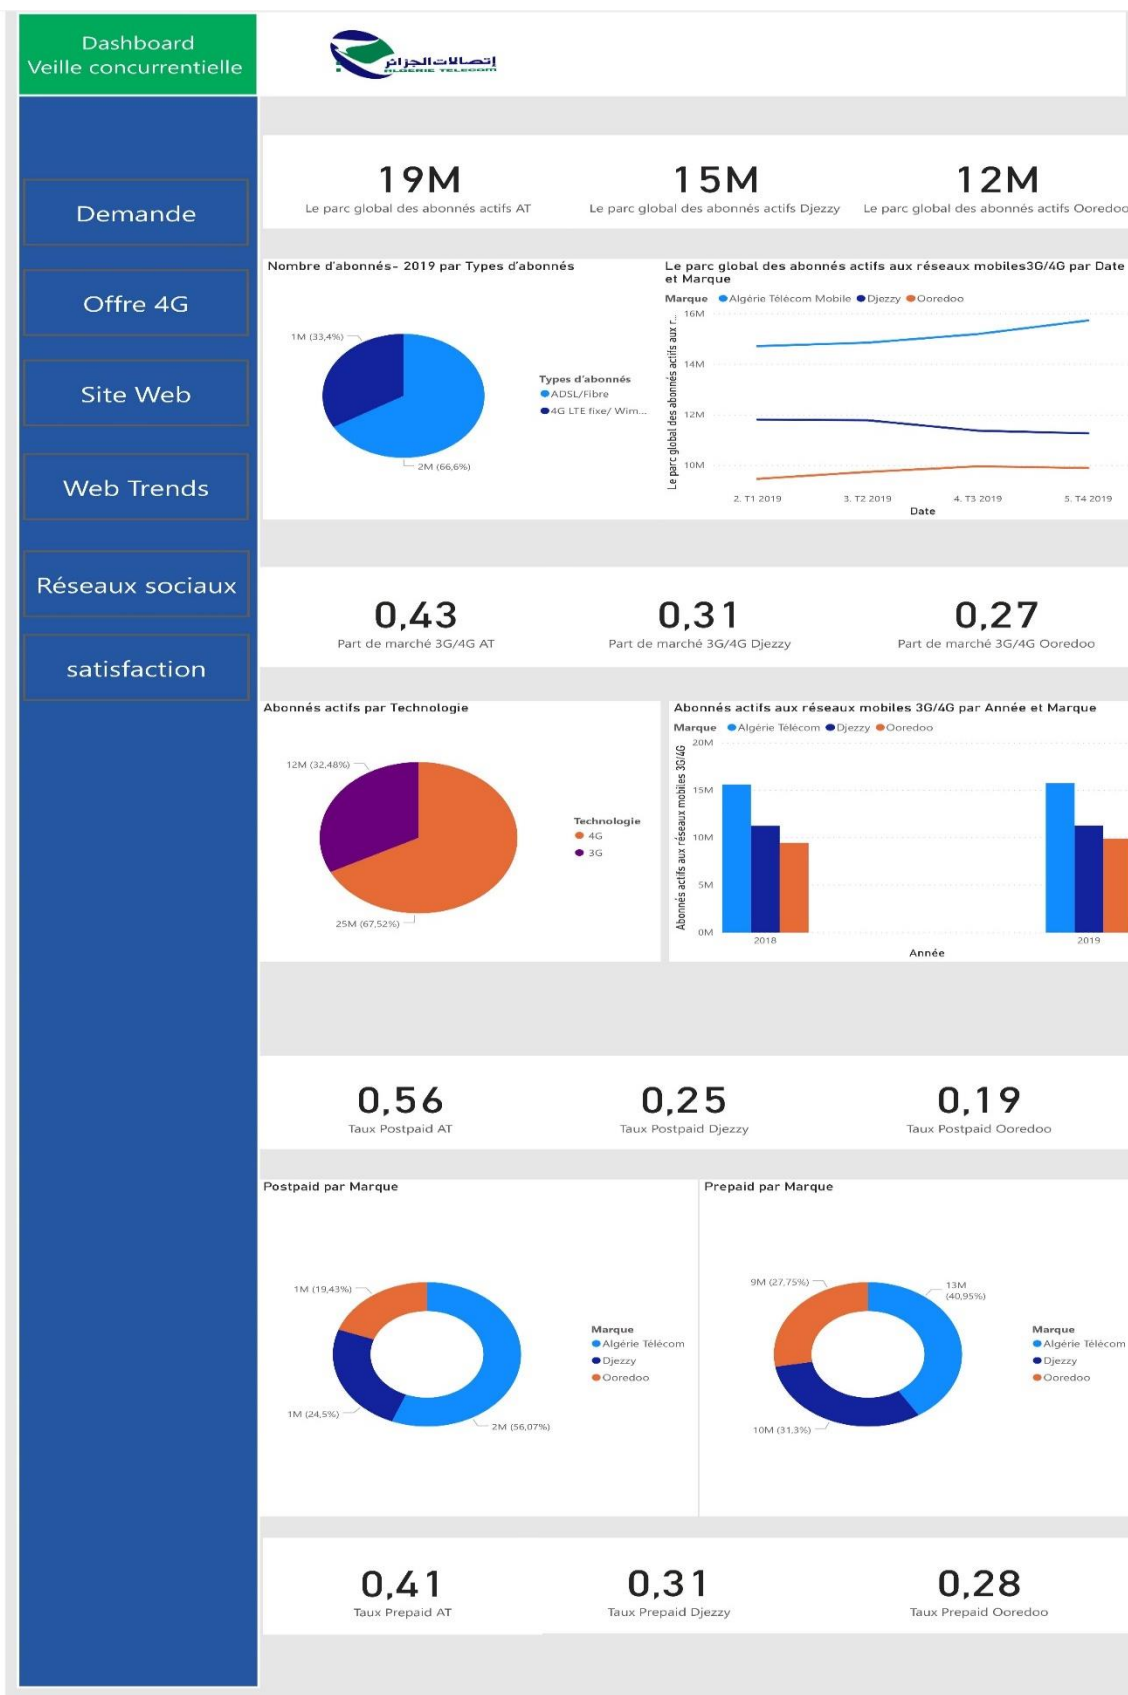 Dashboard
Veille concurrentielle
إتصالات الجزائر
ALGERIE TELECOM
Demande
Offre 4G
Site Web
Web Trends
Réseaux sociaux
satisfaction
19M
Le parc global des abonnés actifs AT
15M
Le parc global des abonnés actifs Djezzy
12M
Le parc global des abonnés actifs Ooredoo
Nombre d'abonnés- 2019 par Types d'abonnés
1M (33,4%)
2M (66,6%)
Types d'abonnés
ADSL/Fibre
4G LTE fixe/ Wim...
Le parc global des abonnés actifs aux réseaux mobiles3G/4G par Date
et Marque
Marque Algérie Télécom Mobile Djezzy Ooredoo
Le parc global des abonnés actifs aux r...
16M
14M
12M
10M
2. T1 2019 3. T2 2019 4. T3 2019 5. T4 2019
Date
0,43
Part de marché 3G/4G AT
0,31
Part de marché 3G/4G Djezzy
0,27
Part de marché 3G/4G Ooredoo
Abonnés actifs par Technologie
12M (32,48%)
25M (67,52%)
Technologie
4G
3G
Abonnés actifs aux réseaux mobiles 3G/4G par Année et Marque
Marque Algérie Télécom Djezzy Ooredoo
Abonnés actifs aux réseaux mobiles 3G/4G
20M
15M
10M
5M
0M
2018 2019
Année
0,56
Taux Postpaid AT
0,25
Taux Postpaid Djezzy
0,19
Taux Postpaid Ooredoo
Postpaid par Marque
1M (19,43%)
1M (24,5%)
2M (56,07%)
Marque
Algérie Télécom
Djezzy
Ooredoo
Prepaid par Marque
9M (27,75%)
13M
(40,95%)
10M (31,3%)
Marque
Algérie Télécom
Djezzy
Ooredoo
0,41
Taux Prepaid AT
0,31
Taux Prepaid Djezzy
0,28
Taux Prepaid Ooredoo